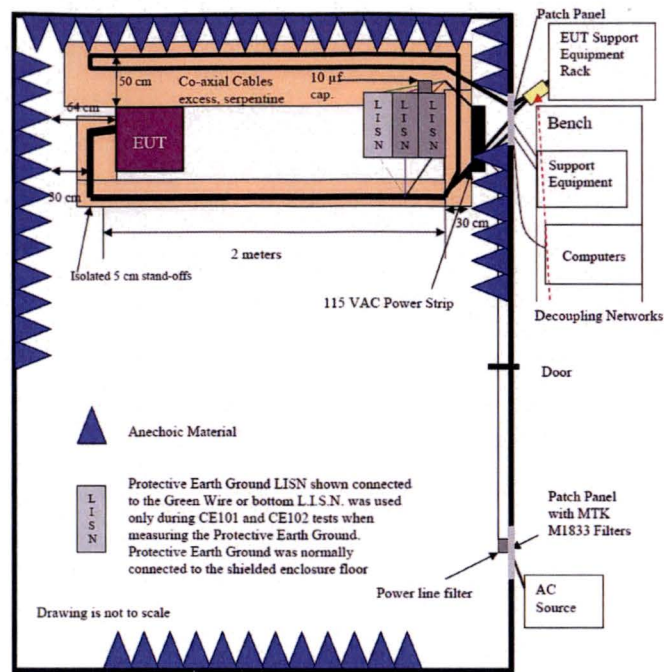 Patch Panel
EUT Support
Equipment
Rack
50 cm
Co-axial Cables
excess, serpentine
10 µf
cap.
64 cm
EUT
L
I
S
N
L
I
S
N
L
I
S
N
Bench
Support
Equipment
30 cm
30 cm
2 meters
Computers
Isolated 5 cm stand-offs
115 VAC Power Strip
Decoupling Networks
Door
Anechoic Material
L
I
S
N
Protective Earth Ground LISN shown connected
to the Green Wire or bottom L.I.S.N. was used
only during CE101 and CE102 tests when
measuring the Protective Earth Ground.
Protective Earth Ground was normally
connected to the shielded enclosure floor
Patch Panel
with MTK
M1833 Filters
Power line filter
AC
Source
Drawing is not to scale